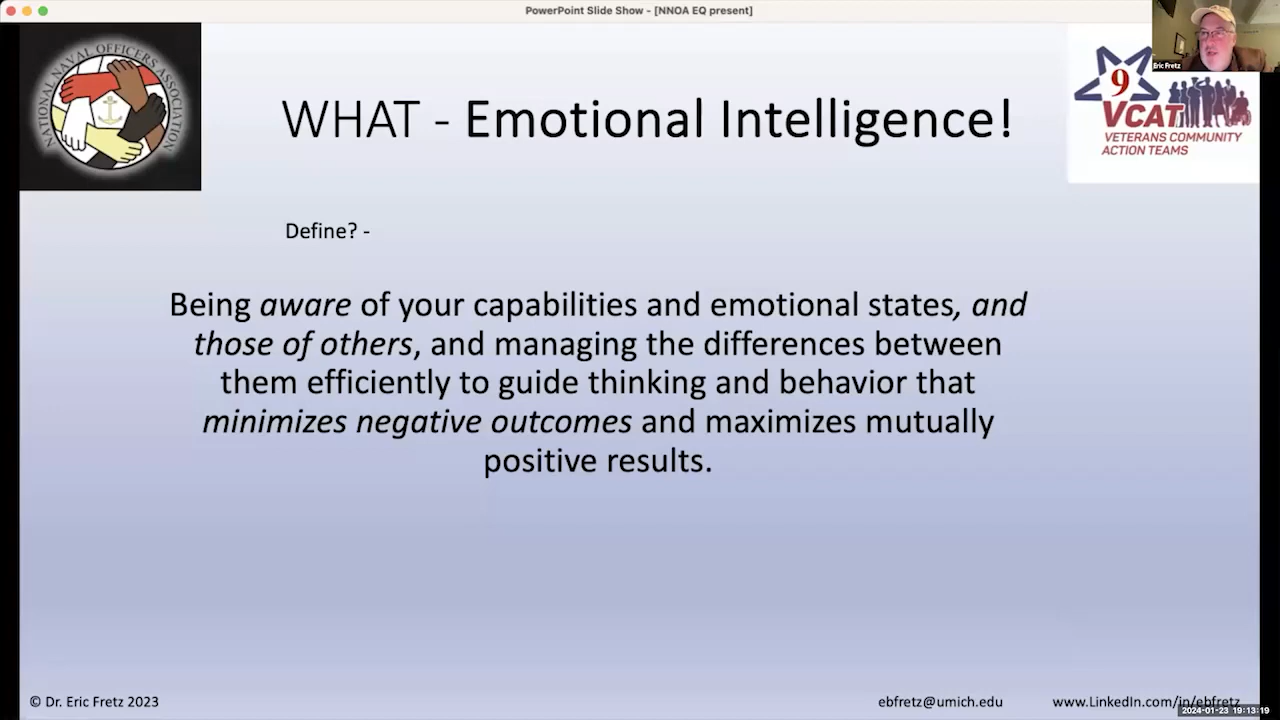 PowerPoint Slide Show - [NNOA EQ present]
NATIONAL NAVAL OFFICERS ASSOCIATION
WHAT - Emotional Intelligence!
Eric Fretz
9
VCAT
VETERANS COMMUNITY
ACTION TEAMS
Define? -
Being aware of your capabilities and emotional states, and
those of others, and managing the differences between
them efficiently to guide thinking and behavior that
minimizes negative outcomes and maximizes mutually
positive results.
© Dr. Eric Fretz 2023
ebfretz@umich.edu
www.LinkedIn.com/in/ebfretz
2024-01-23 19:13:19